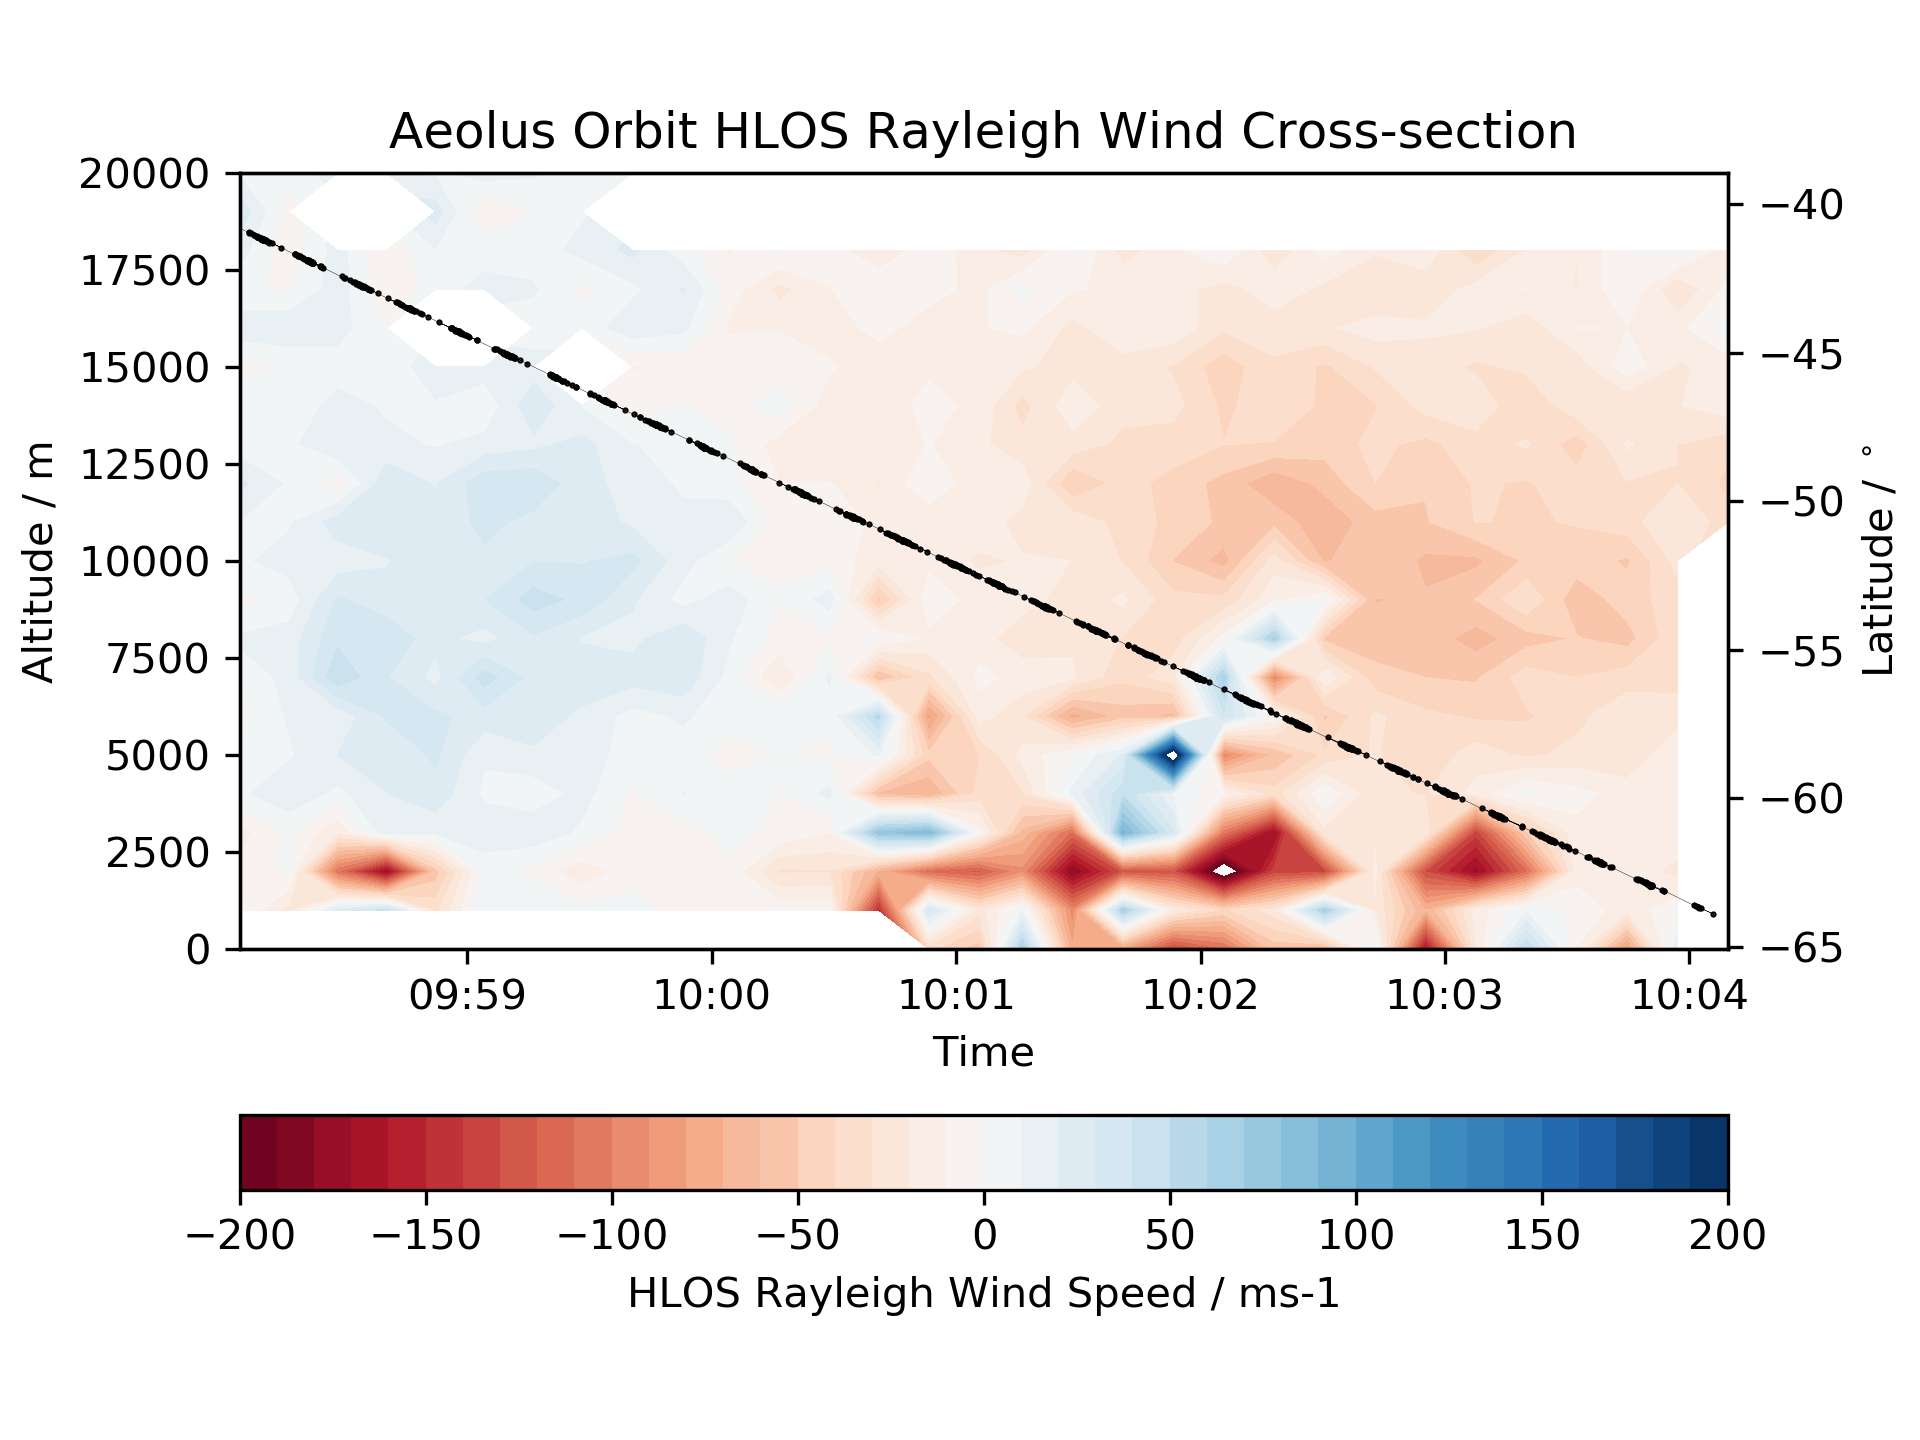 Aeolus Orbit HLOS Rayleigh Wind Cross-section
20000
17500
15000
12500
10000
7500
5000
2500
0
Altitude / m
−40
−45
−50
−55
−60
−65
Latitude / °
09:59 10:00 10:01 10:02 10:03 10:04
Time
−200 −150 −100 −50 0 50 100 150 200
HLOS Rayleigh Wind Speed / ms-1